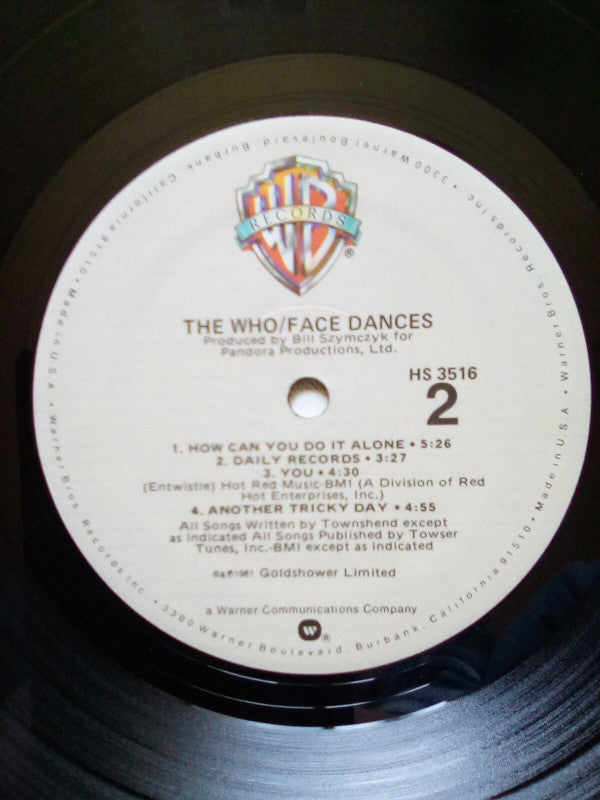 WB
RECORDS
®
THE WHO/FACE DANCES
Produced by Bill Szymczyk for
Pandora Productions, Ltd.
HS 3516
2
1. HOW CAN YOU DO IT ALONE • 5:26
2. DAILY RECORDS • 3:27
3. YOU • 4:30
(Entwistle) Hot Red Music-BMI (A Division of Red
Hot Enterprises, Inc.)
4. ANOTHER TRICKY DAY • 4:55
All Songs Written by Townshend except
as indicated All Songs Published by Towser
Tunes, Inc.-BMI except as indicated
©&℗1981 Goldshower Limited
a Warner Communications Company
W®
Warner Bros. Records Inc. • 3300 Warner Boulevard, Burbank, California 91510 • Made in U.S.A. • Warner Bros. Records Inc. • 3300 Warner Boulevard, Burbank, California 91510 • Made in U.S.A. •